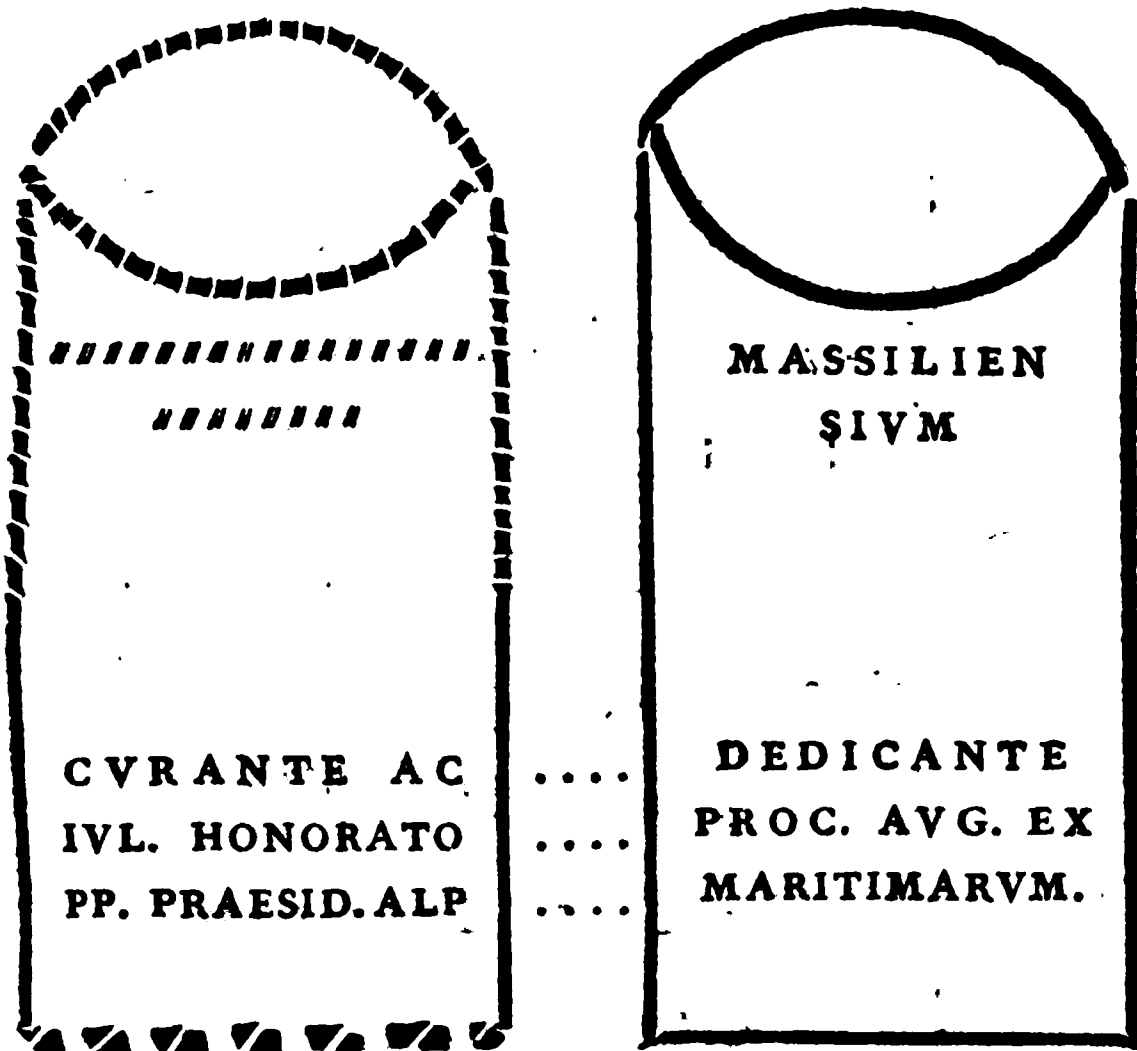 MASSILIEN
SIVM
CVRANTE AC .... DEDICANTE
IVL. HONORATO .... PROC. AVG. EX
PP. PRAESID. ALP .... MARITIMARVM.